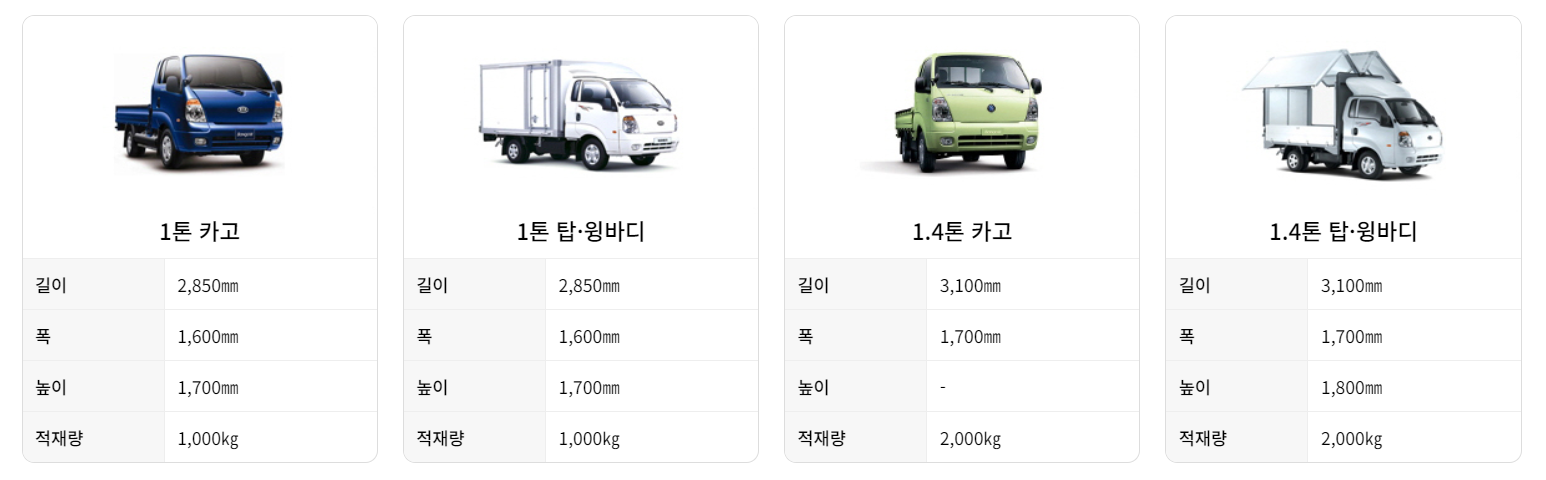 1톤 카고
길이 2,850㎜
폭 1,600㎜
높이 1,700㎜
적재량 1,000kg
1톤 탑·윙바디
길이 2,850㎜
폭 1,600㎜
높이 1,700㎜
적재량 1,000kg
1.4톤 카고
길이 3,100㎜
폭 1,700㎜
높이 -
적재량 2,000kg
1.4톤 탑·윙바디
길이 3,100㎜
폭 1,700㎜
높이 1,800㎜
적재량 2,000kg